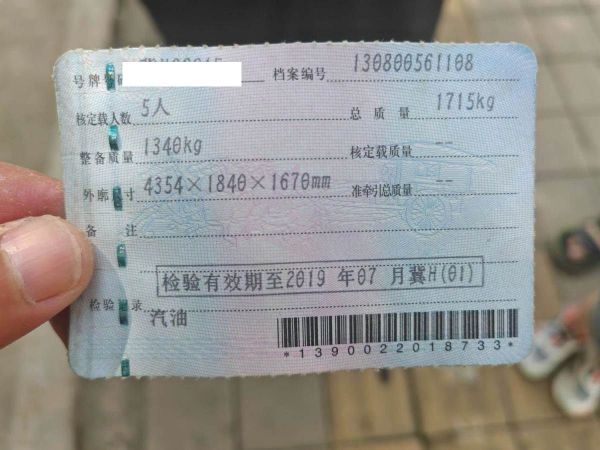 号牌号码 档案编号 130800561108
核定载人数 5人 总质量 1715kg
整备质量 1340kg 核定载质量 --
外廓尺寸 4354×1840×1670mm 准牵引总质量 --
备注
检验有效期至2019年07月冀H(01)
检验记录
汽油
*1390022018733*